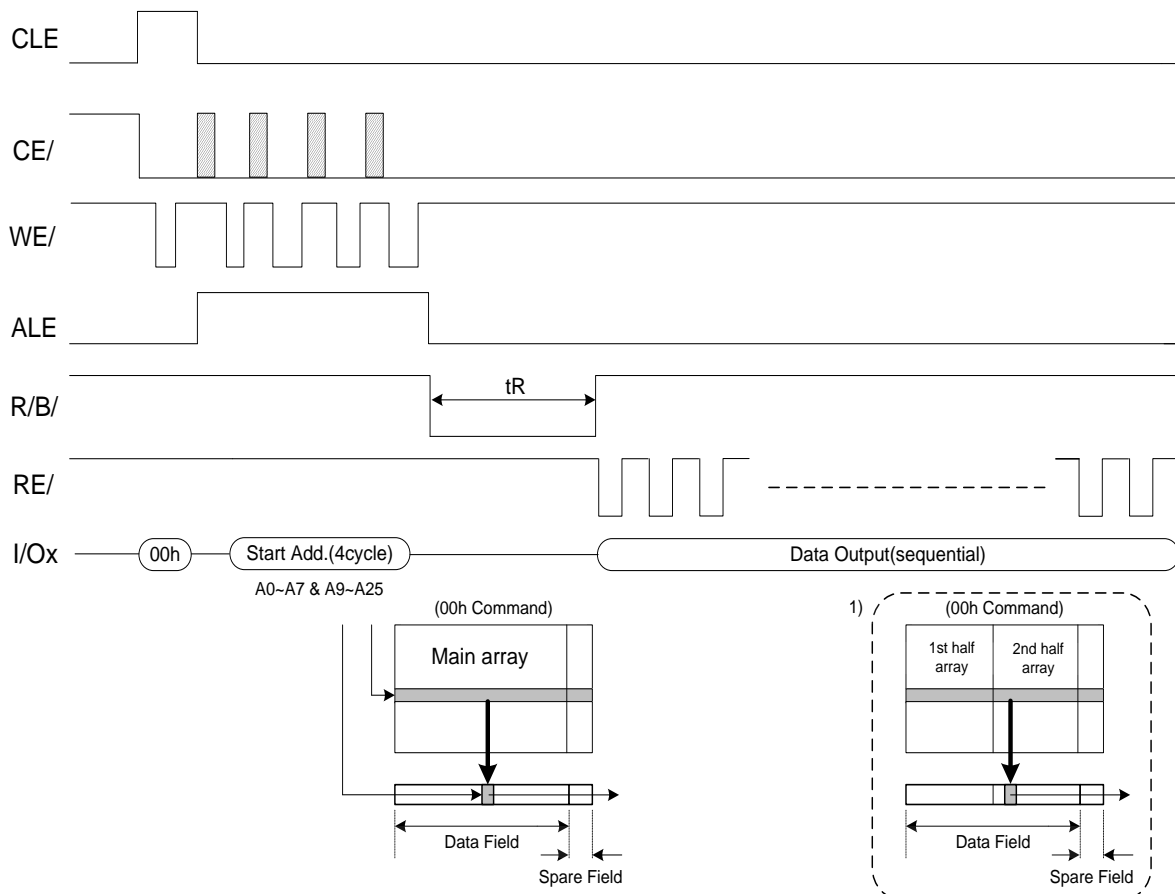 CLE
CE/
WE/
ALE
R/B/
tR
RE/
I/Ox
00h
Start Add.(4cycle)
Data Output(sequential)
A0~A7 & A9~A25
(00h Command)
Main array
Data Field
Spare Field
1)
(00h Command)
1st half
array
2nd half
array
Data Field
Spare Field